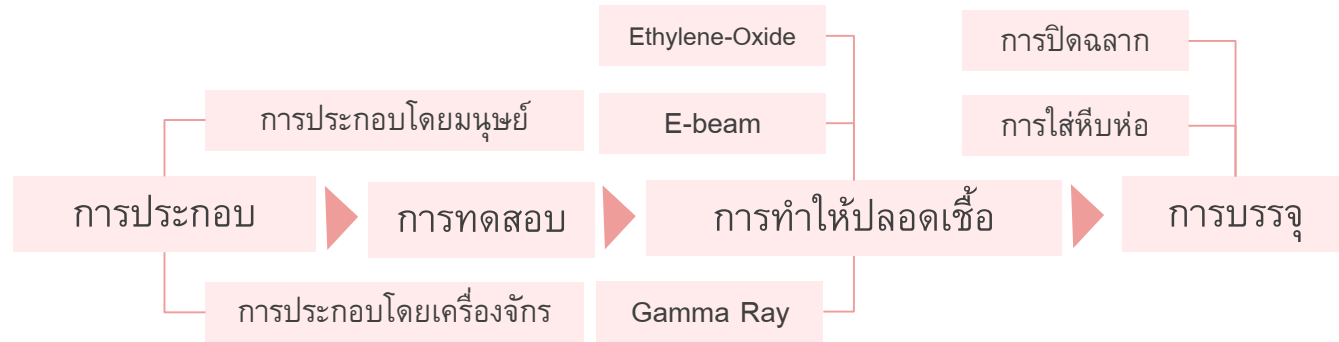 Ethylene-Oxide
การปิดฉลาก
การประกอบโดยมนุษย์
E-beam
การใส่หีบห่อ
การประกอบ
การทดสอบ
การทำให้ปลอดเชื้อ
การบรรจุ
การประกอบโดยเครื่องจักร
Gamma Ray